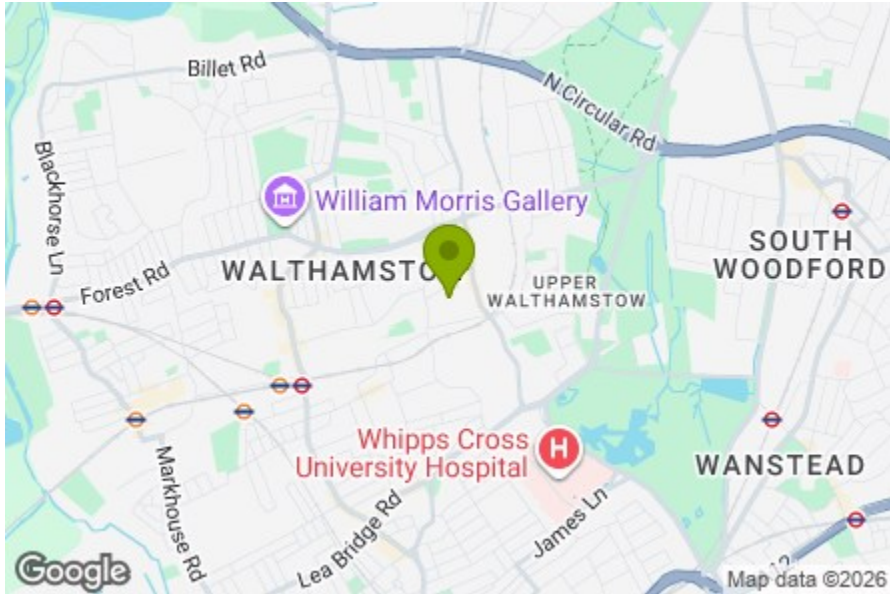 Billet Rd
N Circular Rd
Blackhorse Ln
William Morris Gallery
SOUTH
WOODFORD
WALTHAMSTOW
UPPER
WALTHAMSTOW
Forest Rd
Whipps Cross
University Hospital
H
WANSTEAD
Markhouse Rd
Lea Bridge Rd
James Ln
Google
Map data ©2026